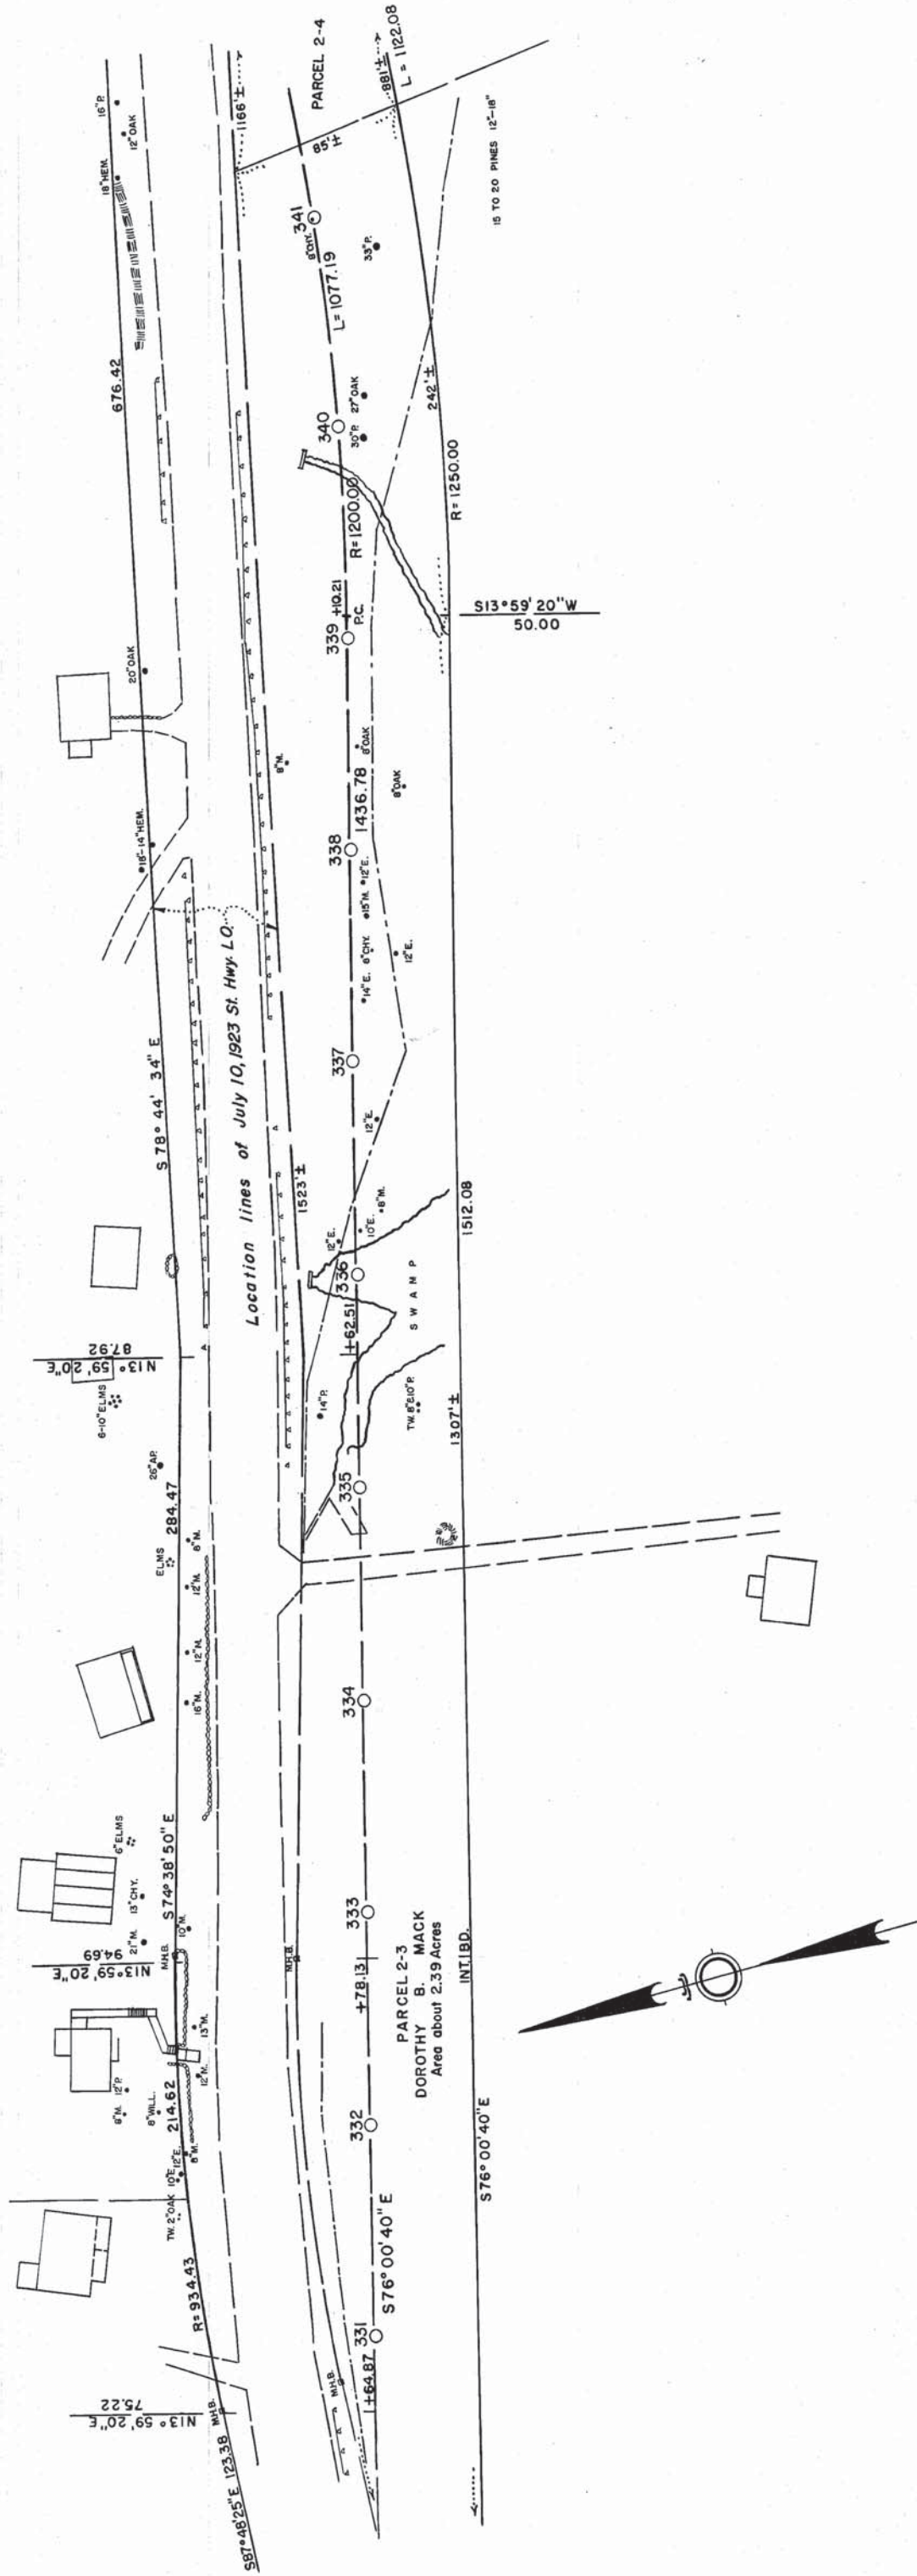 S87°48'25"E 123.38
M.H.B.
N13°59'20"E
75.22
R=934.43
TW. 2"OAK
10"E.
12"E.
8"M.
214.62
8"WILL.
8"M.
12"P.
12"M.
13"M.
N13°59'20"E
94.69
M.H.B.
10"M.
21"M.
13"CHY.
6"ELMS
S74°38'50"E
16"M.
12"M.
12"M.
8"M.
ELMS
284.47
26"AP.
6-10"ELMS
N13°59'20"E
87.92
S78°44'34"E
18"-14"HEM.
20"OAK
676.42
18"HEM.
12"OAK
16"P.
Location lines of July 10, 1923 St. Hwy. L.O.
M.H.B.
M.H.B.
1523'±
8"M.
1166'±
+64.87
331
S76°00'40"E
332
+78.13
333
334
335
14"P.
+62.51
336
12"E.
10"E.
8"M.
12"E.
337
14"E.
8"CHY.
15"M.
12"E.
12"E.
338
1436.78
8"OAK
8"OAK
339
+10.21
P.C.
R=1200.00
340
30"P.
27"OAK
L=1077.19
8"CHY.
341
33"P.
85'±
PARCEL 2-4
881'±
L=1122.08
PARCEL 2-3
DOROTHY B. MACK
Area about 2.39 Acres
INT. 1 BD.
S76°00'40"E
SWAMP
TW. 8"&10"P.
1307'±
1512.08
S13°59'20"W
50.00
R=1250.00
242'±
15 TO 20 PINES 12"-18"